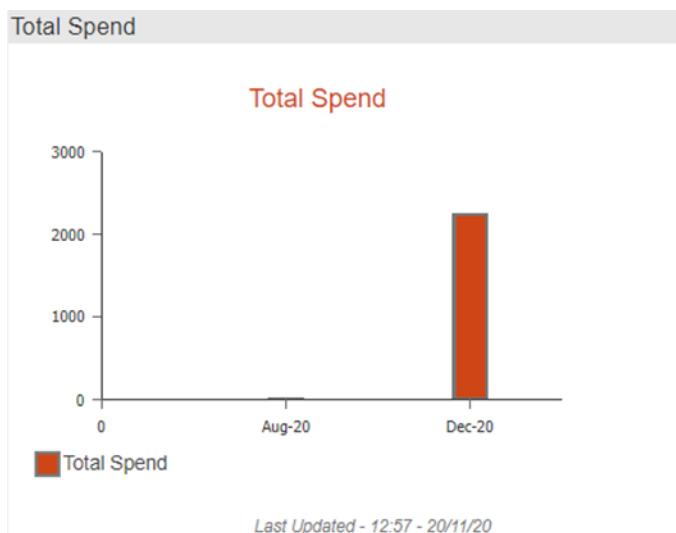 Total Spend
Total Spend
3000
2000
1000
0
0 Aug-20 Dec-20
Total Spend
Last Updated - 12:57 - 20/11/20